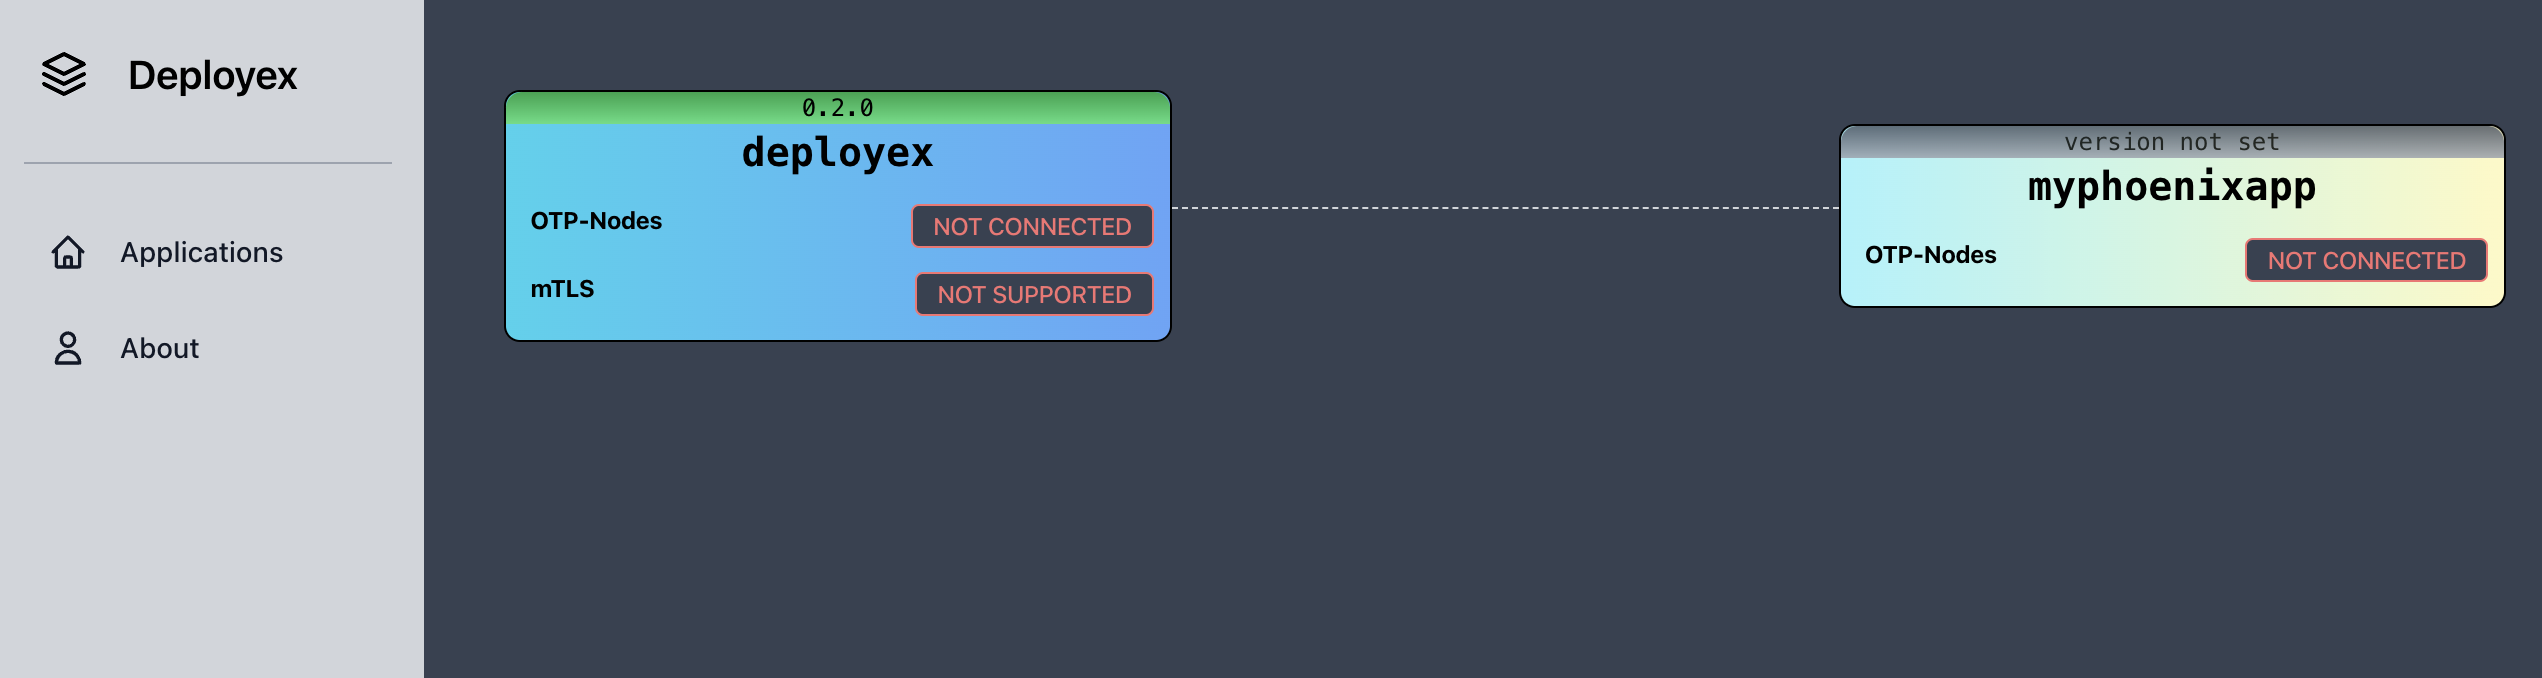 Deployex
Applications
About
0.2.0
deployex
OTP-Nodes NOT CONNECTED
mTLS NOT SUPPORTED
version not set
myphoenixapp
OTP-Nodes NOT CONNECTED